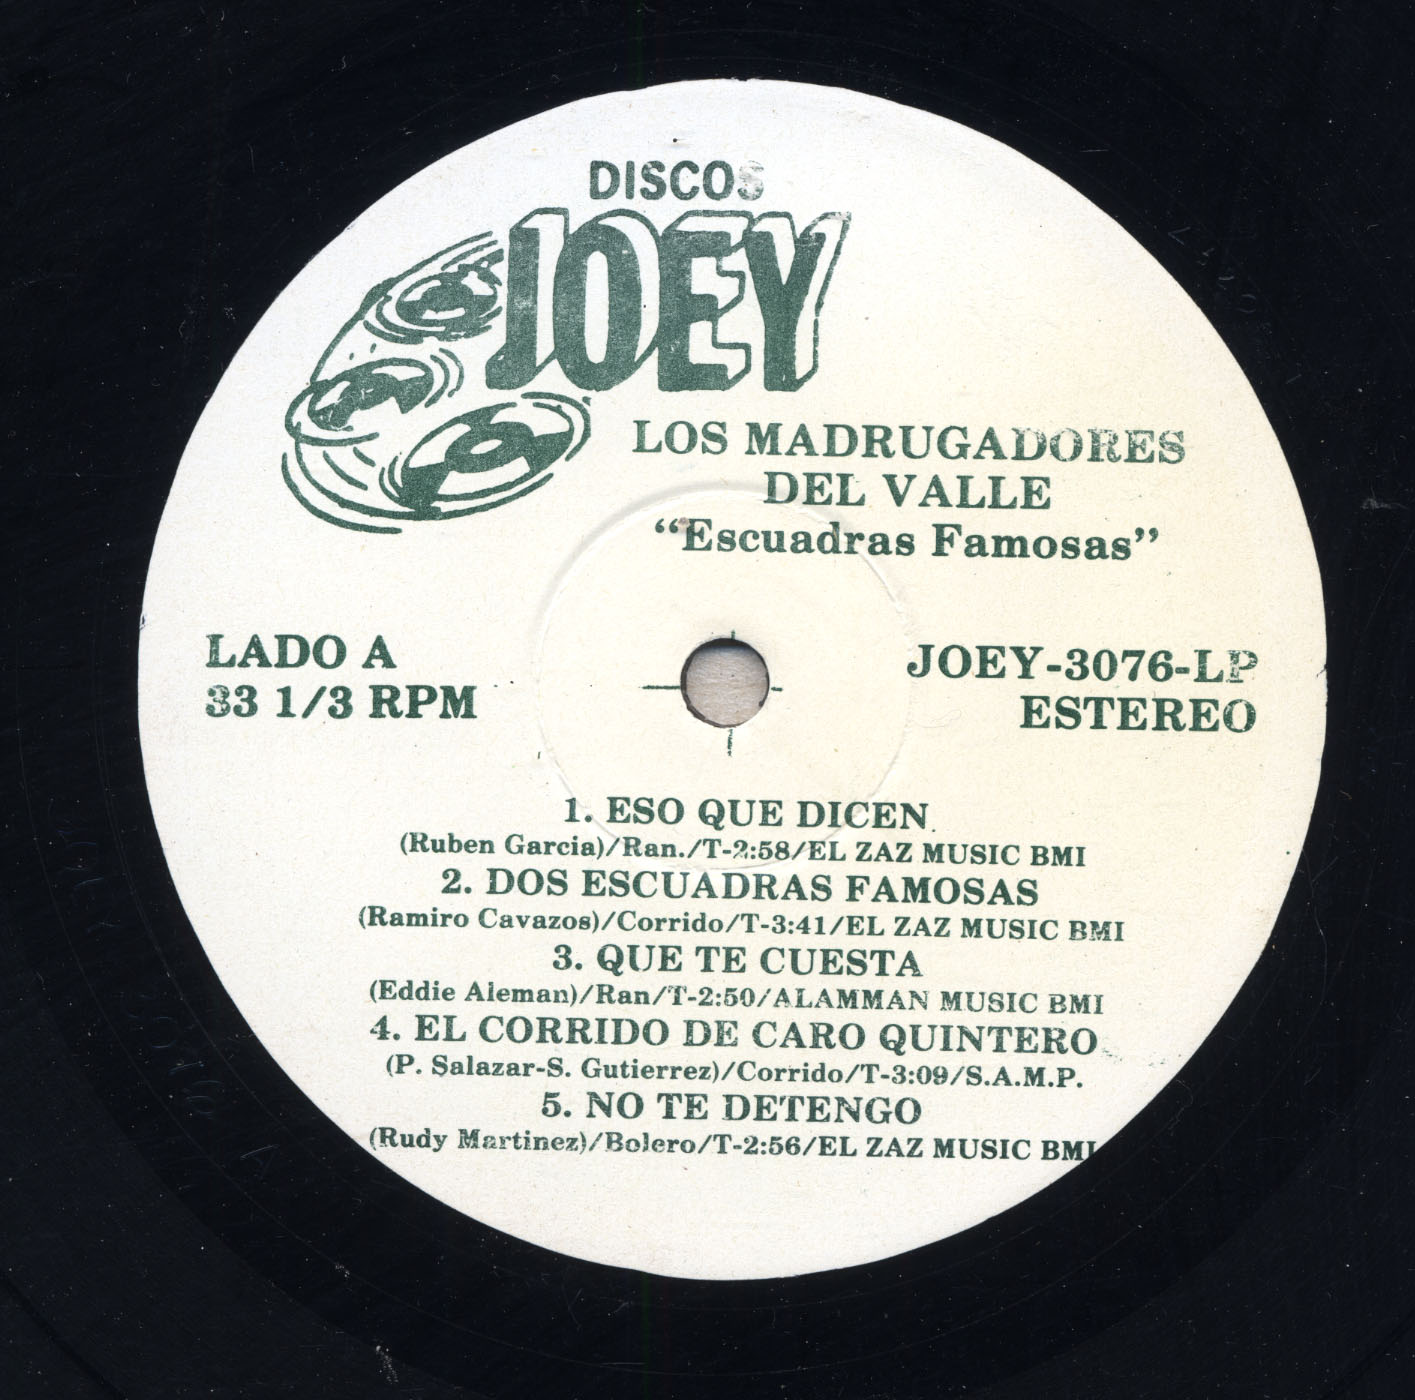 DISCOS
JOEY
LOS MADRUGADORES
DEL VALLE
“Escuadras Famosas”
LADO A
33 1/3 RPM
JOEY-3076-LP
ESTEREO
1. ESO QUE DICEN
(Ruben Garcia)/Ran./T-2:58/EL ZAZ MUSIC BMI
2. DOS ESCUADRAS FAMOSAS
(Ramiro Cavazos)/Corrido/T-3:41/EL ZAZ MUSIC BMI
3. QUE TE CUESTA
(Eddie Aleman)/Ran/T-2:50/ALAMMAN MUSIC BMI
4. EL CORRIDO DE CARO QUINTERO
(P. Salazar-S. Gutierrez)/Corrido/T-3:09/S.A.M.P.
5. NO TE DETENGO
(Rudy Martinez)/Bolero/T-2:56/EL ZAZ MUSIC BMI